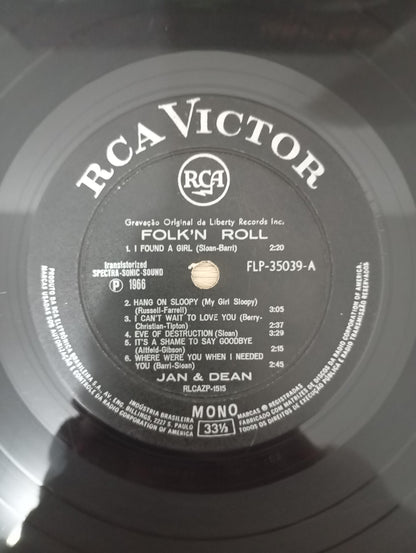 RCA VICTOR
RCA
Gravação Original da Liberty Records Inc.
FOLK'N ROLL
1. I FOUND A GIRL (Sloan-Barri) 2:20
transistorized
SPECTRA-SONIC-SOUND
FLP-35039-A
Ⓟ 1966
2. HANG ON SLOOPY (My Girl Sloopy)
(Russell-Farrell) 3:05
3. I CAN'T WAIT TO LOVE YOU (Berry-
Christian-Tipton) 2:37
4. EVE OF DESTRUCTION (Sloan) 3:29
5. IT'S A SHAME TO SAY GOODBYE
(Altfeld-Gibson) 2:15
6. WHERE WERE YOU WHEN I NEEDED
YOU (Barri-Sloan) 2:45
JAN & DEAN
RLCAZP-1515
MONO
33⅓
INDÚSTRIA BRASILEIRA
MARCAS ® REGISTRADAS